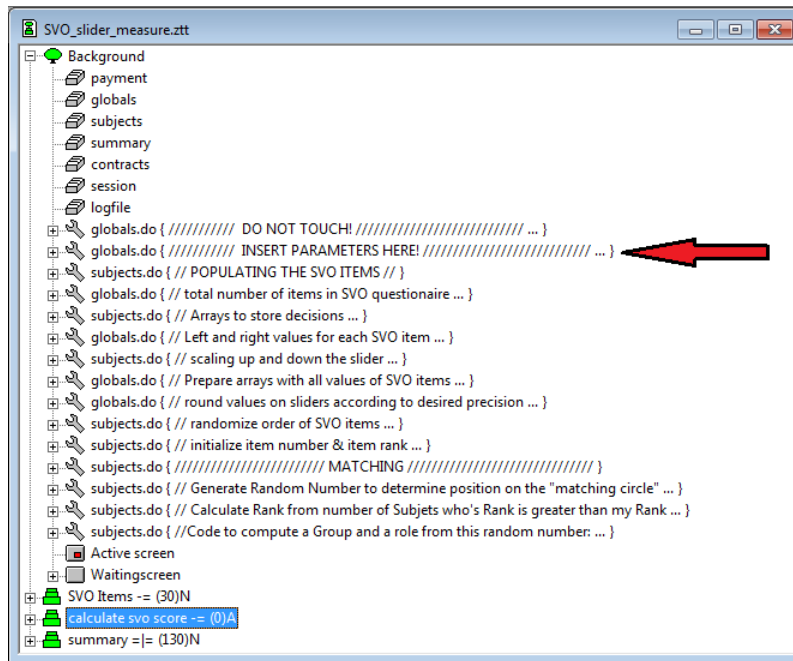 SVO_slider_measure.ztt
Background
payment
globals
subjects
summary
contracts
session
logfile
globals.do { /////////// DO NOT TOUCH! //////////////////////////// ... }
globals.do { /////////// INSERT PARAMETERS HERE! //////////////////////////// ... }
subjects.do { // POPULATING THE SVO ITEMS // }
globals.do { // total number of items in SVO questionaire ... }
subjects.do { // Arrays to store decisions ... }
globals.do { // Left and right values for each SVO item ... }
subjects.do { // scaling up and down the slider ... }
globals.do { // Prepare arrays with all values of SVO items ... }
globals.do { // round values on sliders according to desired precision ... }
subjects.do { // randomize order of SVO items ... }
subjects.do { // initialize item number & item rank ... }
subjects.do { ///////////////////////// MATCHING /////////////////////////////// }
subjects.do { // Generate Random Number to determine position on the "matching circle" ... }
subjects.do { // Calculate Rank from number of Subjets who's Rank is greater than my Rank ... }
subjects.do { //Code to compute a Group and a role from this random number: ... }
Active screen
Waitingscreen
SVO Items -= (30)N
calculate svo score -= (0)A
summary =|= (130)N